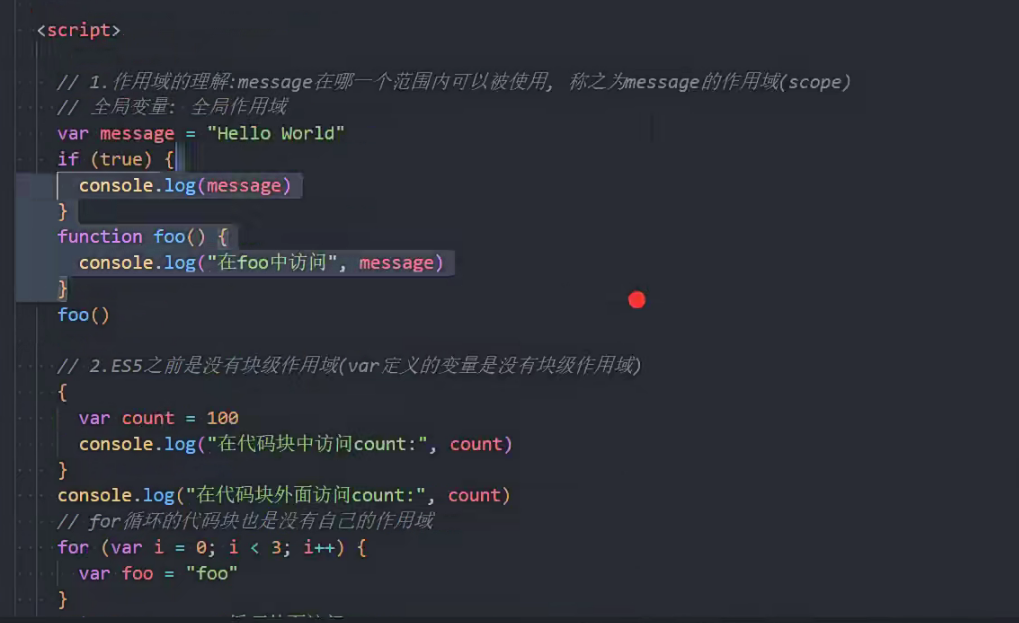 <script>
// 1.作用域的理解:message在哪一个范围内可以被使用, 称之为message的作用域(scope)
// 全局变量: 全局作用域
var message = "Hello World"
if (true) {
console.log(message)
}
function foo() {
console.log("在foo中访问", message)
}
foo()
// 2.ES5之前是没有块级作用域(var定义的变量是没有块级作用域)
{
var count = 100
console.log("在代码块中访问count:", count)
}
console.log("在代码块外面访问count:", count)
// for循环的代码块也是没有自己的作用域
for (var i = 0; i < 3; i++) {
var foo = "foo"
}